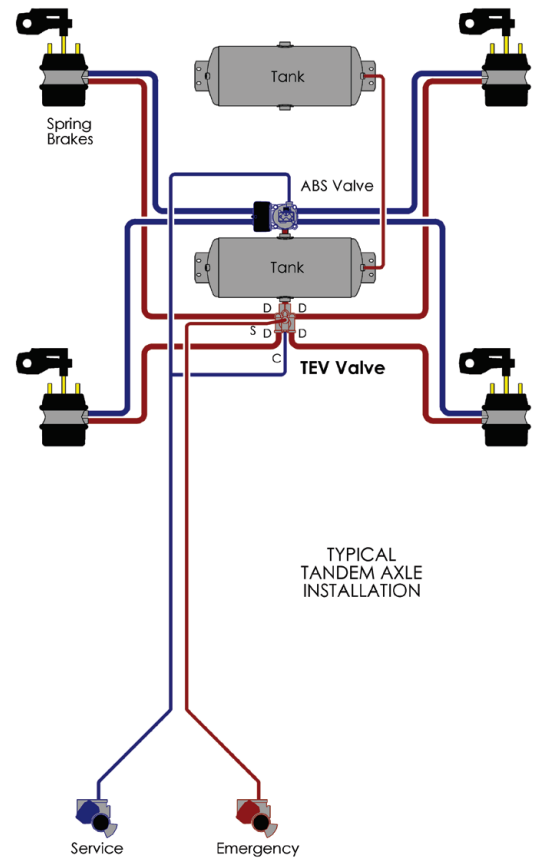 Tank
Spring
Brakes
ABS Valve
Tank
D D
S D D
C
TEV Valve
TYPICAL
TANDEM AXLE
INSTALLATION
Service
Emergency